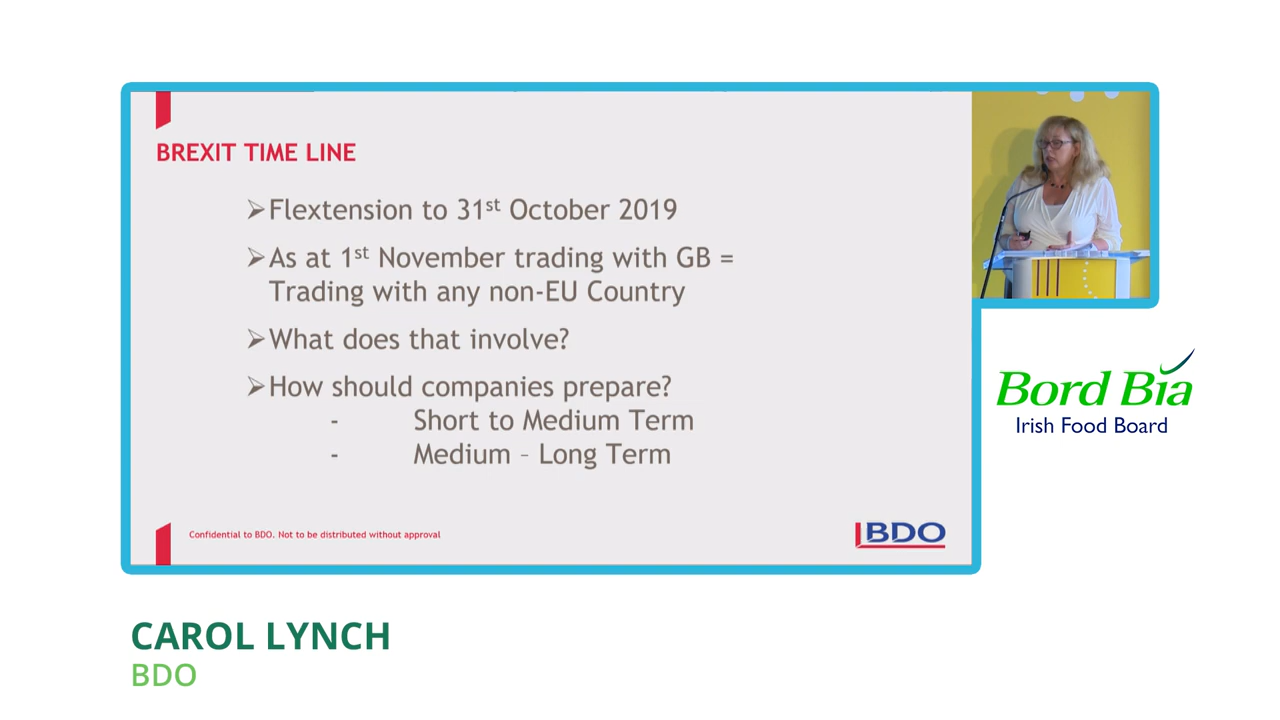 BREXIT TIME LINE
➢Flextension to 31st October 2019
➢As at 1st November trading with GB =
Trading with any non-EU Country
➢What does that involve?
➢How should companies prepare?
- Short to Medium Term
- Medium – Long Term
Confidential to BDO. Not to be distributed without approval
BDO
Bord Bia
Irish Food Board
CAROL LYNCH
BDO